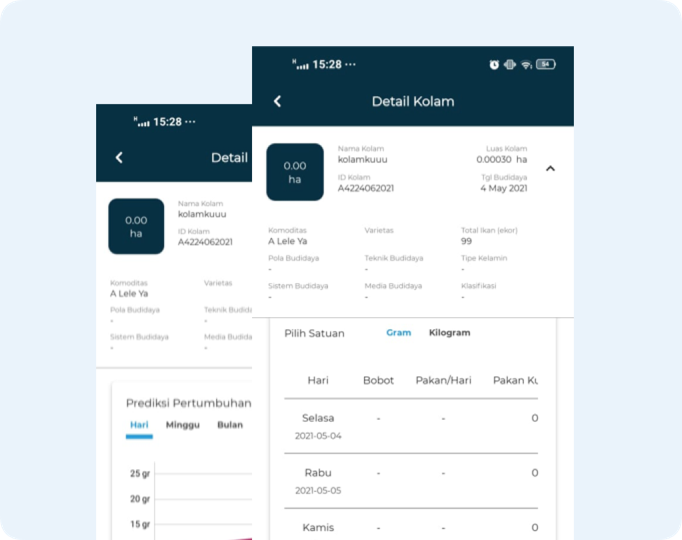 15:28 ···
Detail
0.00
ha
Nama Kolam
kolamkuuu
ID Kolam
A4224062021
Komoditas
A Lele Ya
Varietas
Pola Budidaya
-
Teknik Budida
-
Sistem Budidaya
-
Media Budida
-
Prediksi Pertumbuhan
Hari Minggu Bulan
25 gr
20 gr
15 gr
15:28 ···
54
Detail Kolam
0.00
ha
Nama Kolam
kolamkuuu
ID Kolam
A4224062021
Luas Kolam
0.00030 ha
Tgl Budidaya
4 May 2021
Komoditas
A Lele Ya
Varietas
Total Ikan (ekor)
99
Pola Budidaya
-
Teknik Budidaya
-
Tipe Kelamin
-
Sistem Budidaya
-
Media Budidaya
-
Klasifikasi
-
Pilih Satuan Gram Kilogram
Hari Bobot Pakan/Hari Pakan Ku
Selasa - - 0
2021-05-04
Rabu - - 0
2021-05-05
Kamis - - 0